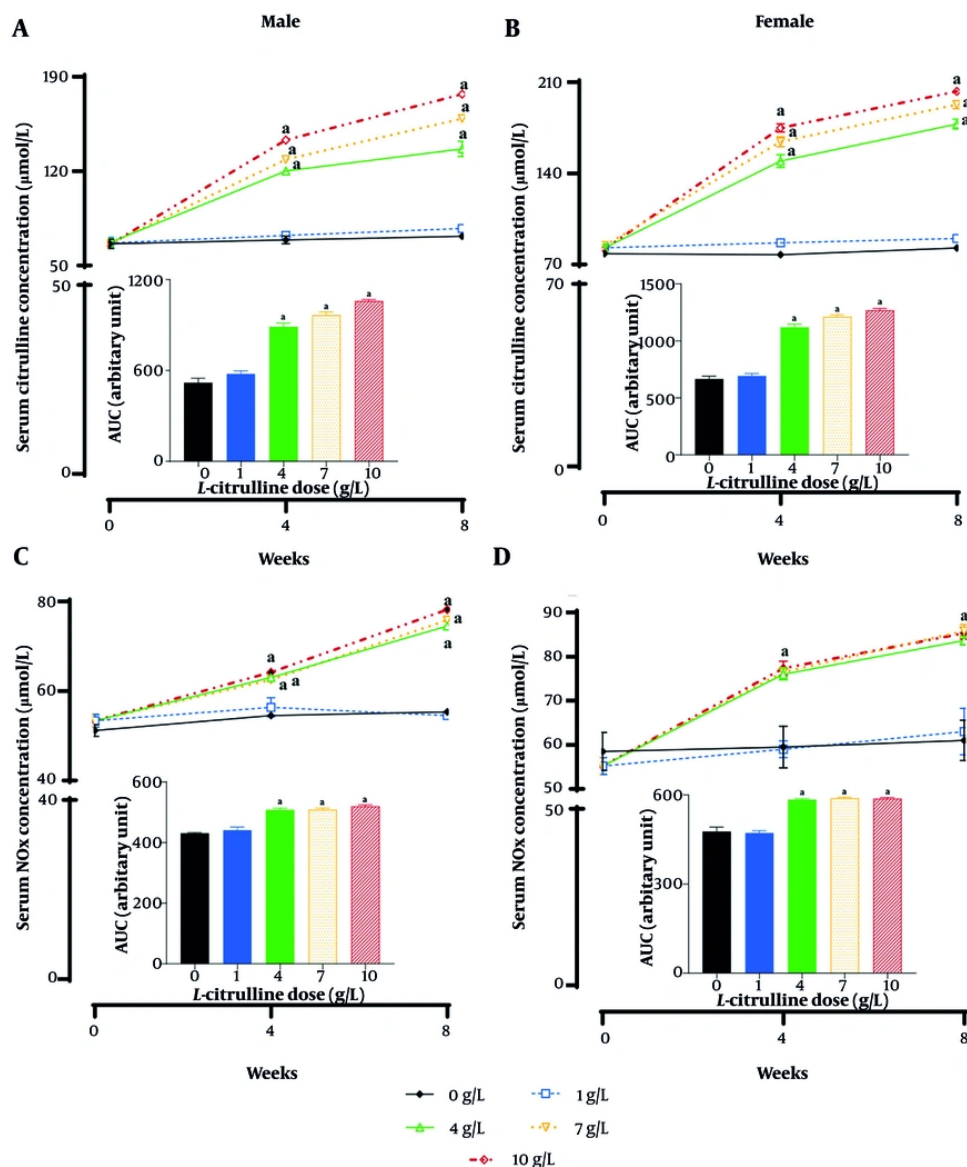 Male
Female
A
B
Serum citrulline concentration (µmol/L)
190
120
50
50
0
a
a
a
a
a
a
AUC (arbitary unit)
1200
600
0
a
a
a
0 1 4 7 10
L-citrulline dose (g/L)
0 4 8
Weeks
Serum citrulline concentration (µmol/L)
210
140
70
70
0
a
a
a
a
a
a
AUC (arbitary unit)
1500
1000
500
0
a
a
a
0 1 4 7 10
L-citrulline dose (g/L)
0 4 8
Weeks
C
D
Serum NOx concentration (µmol/L)
80
60
40
40
0
a
a
a
a
a a
AUC (arbitary unit)
600
400
200
0
a
a
a
0 1 4 7 10
L-citrulline dose (g/L)
0 4 8
Weeks
Serum NOx concentration (µmol/L)
90
80
70
60
50
50
0
a
a
AUC (arbitary unit)
600
300
0
a
a
a
0 1 4 7 10
L-citrulline dose (g/L)
0 4 8
Weeks
0 g/L 1 g/L
4 g/L 7 g/L
10 g/L